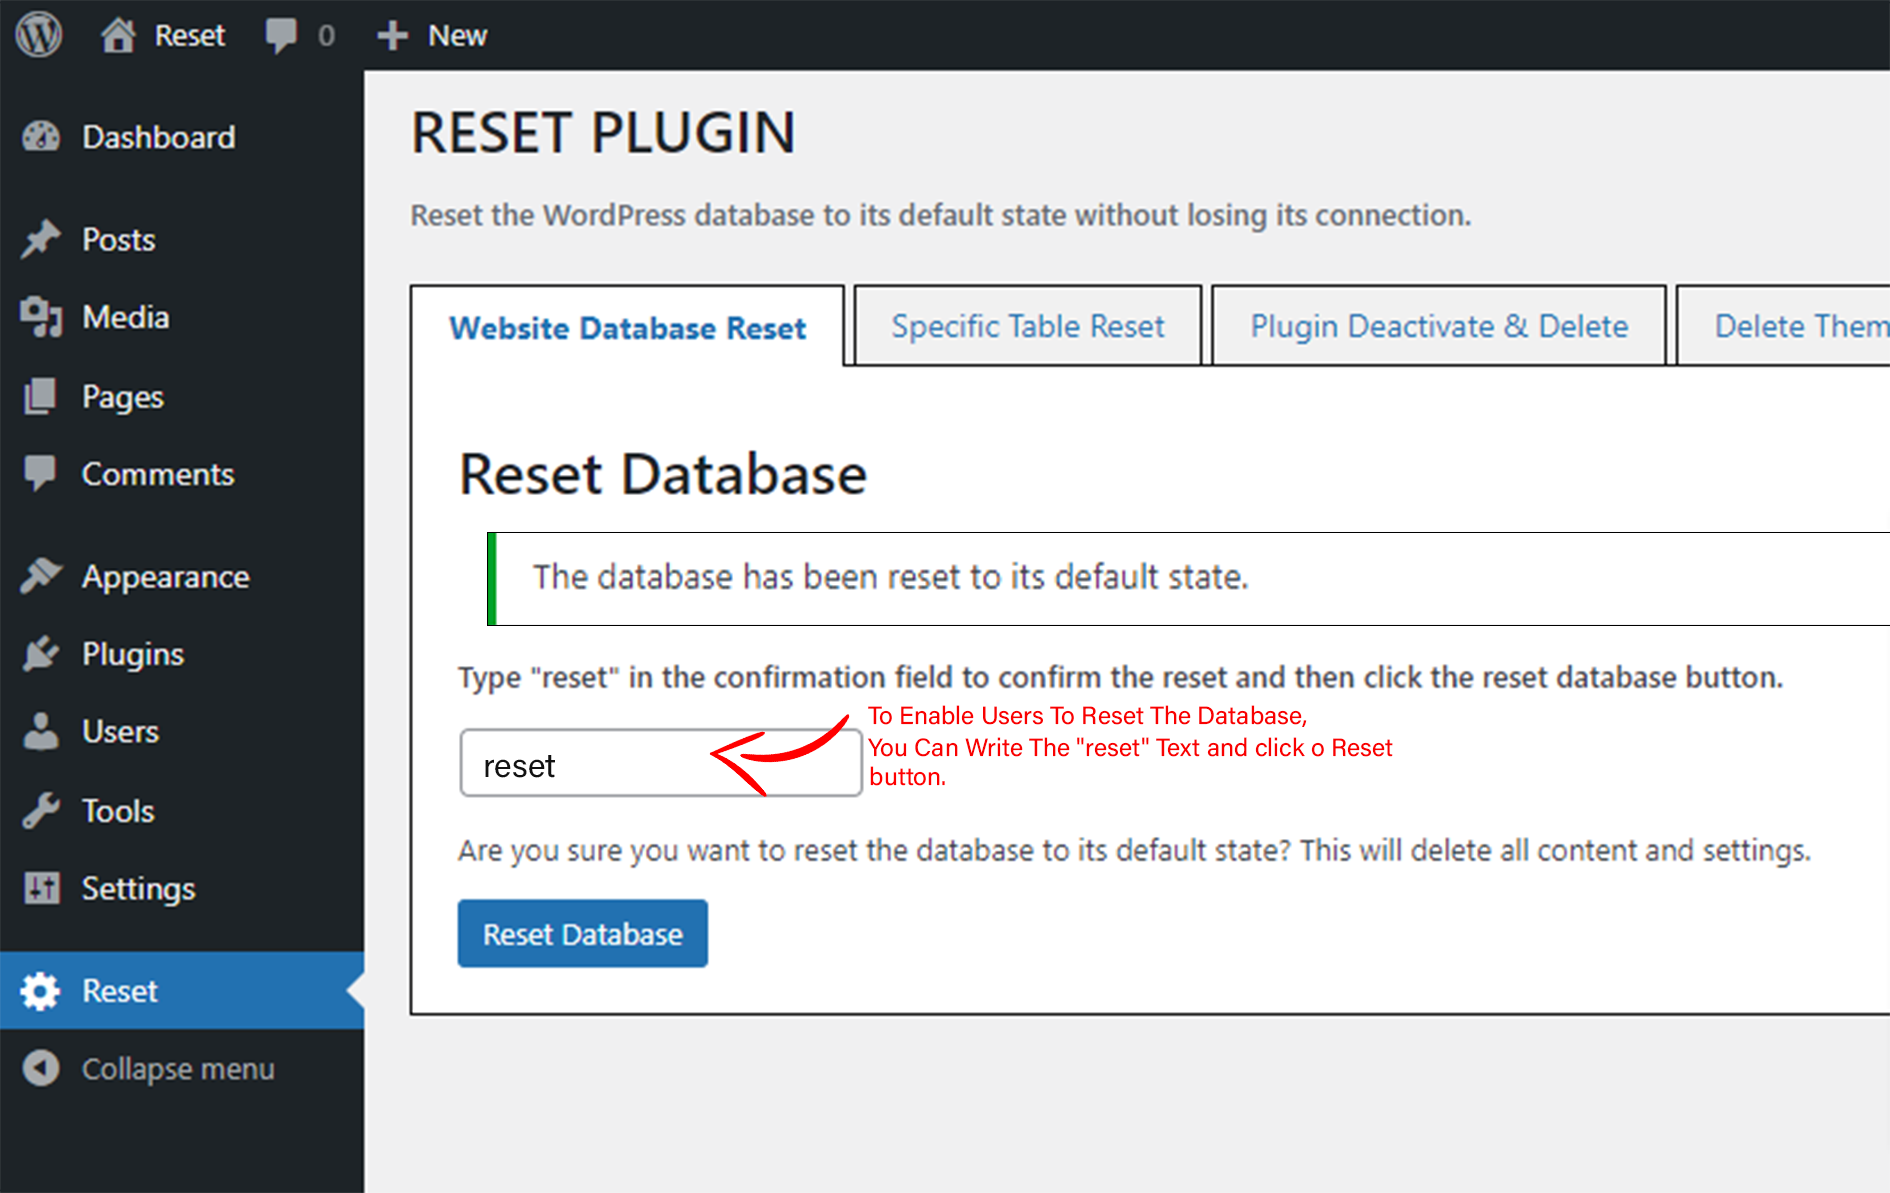 Reset 0 New
Dashboard
Posts
Media
Pages
Comments
Appearance
Plugins
Users
Tools
Settings
Reset
Collapse menu
RESET PLUGIN
Reset the WordPress database to its default state without losing its connection.
Website Database Reset Specific Table Reset Plugin Deactivate & Delete Delete Them
Reset Database
The database has been reset to its default state.
Type "reset" in the confirmation field to confirm the reset and then click the reset database button.
reset
To Enable Users To Reset The Database,
You Can Write The "reset" Text and click o Reset
button.
Are you sure you want to reset the database to its default state? This will delete all content and settings.
Reset Database